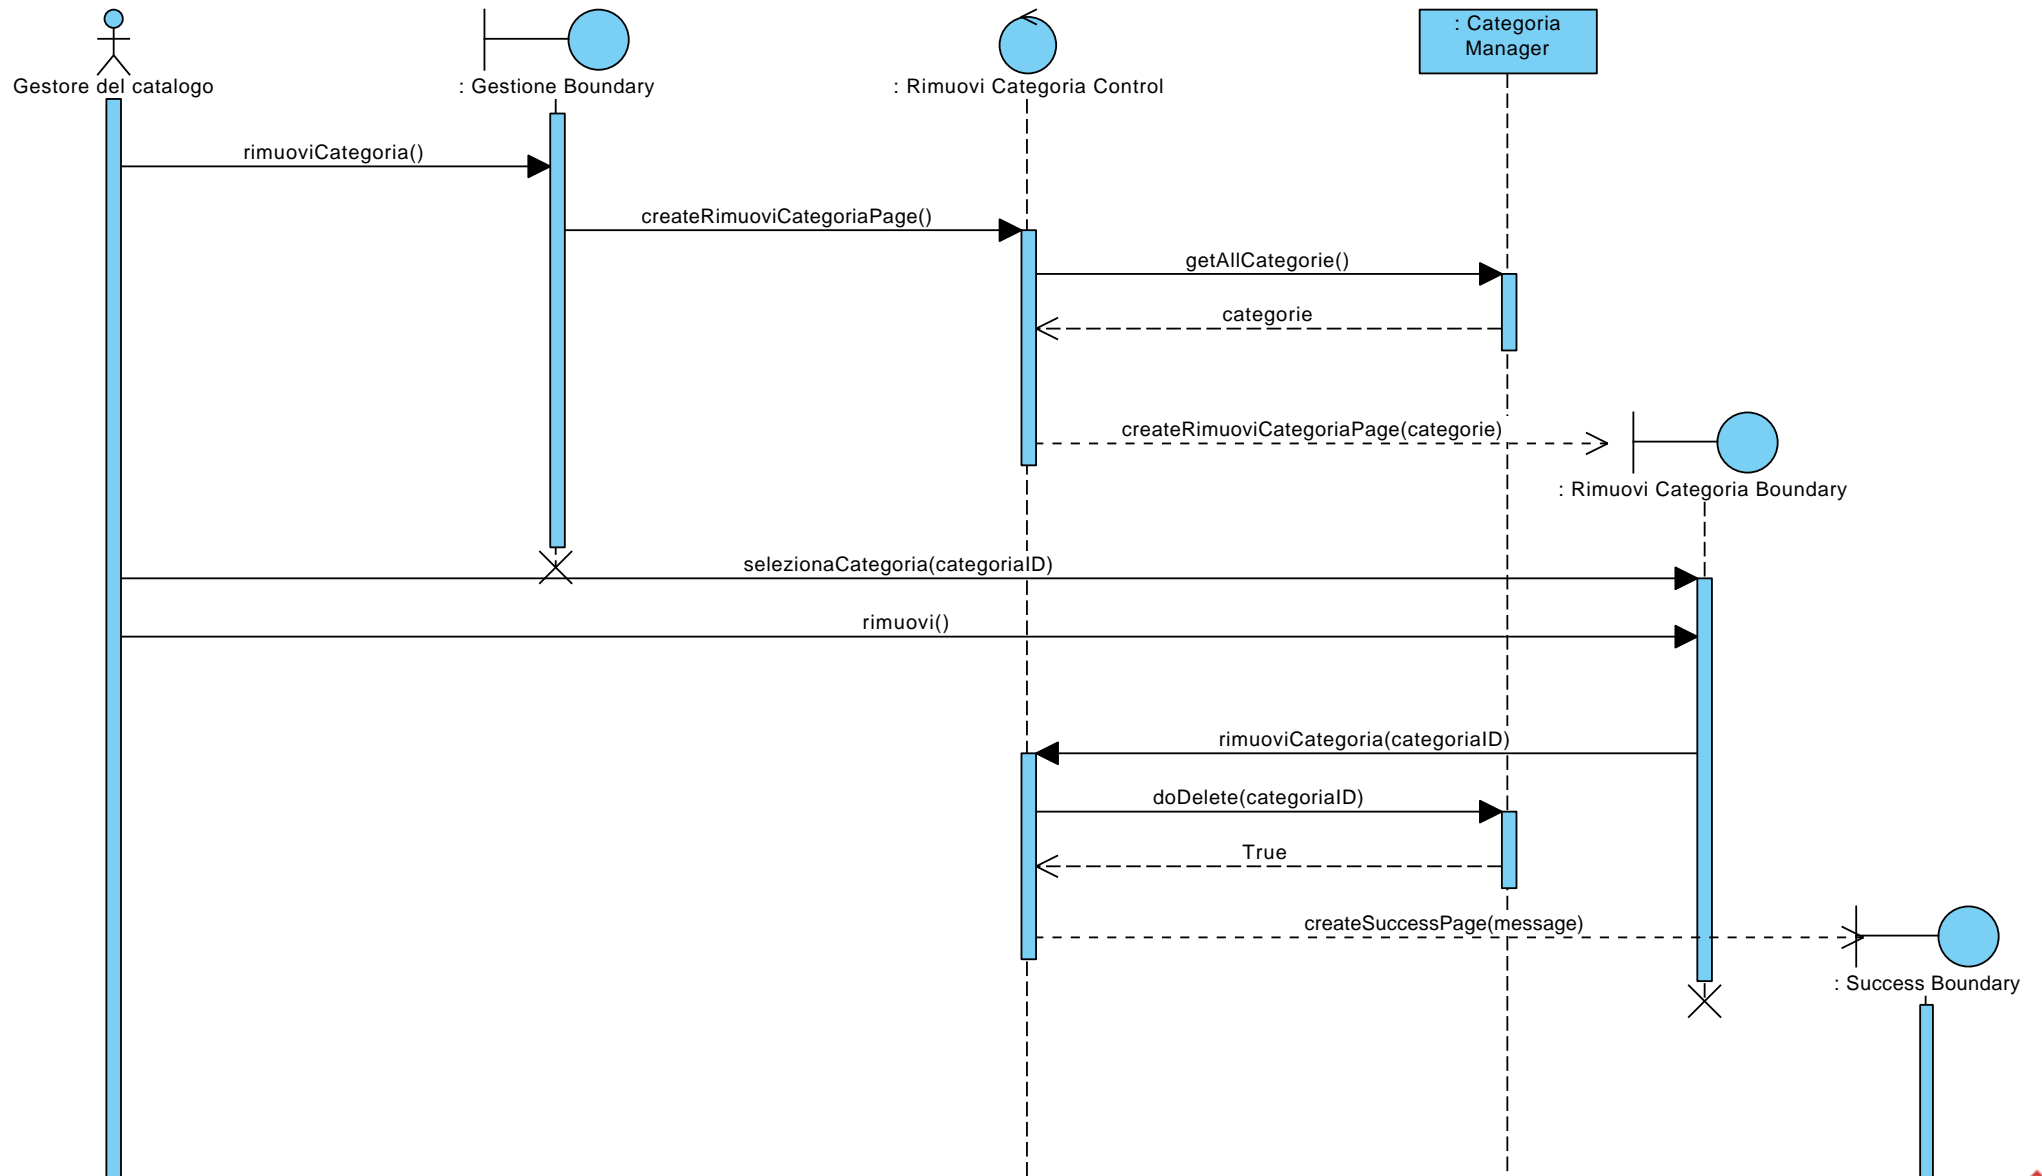 : Categoria
Manager
Gestore del catalogo
: Gestione Boundary
: Rimuovi Categoria Control
rimuoviCategoria()
createRimuoviCategoriaPage()
getAllCategorie()
categorie
createRimuoviCategoriaPage(categorie)
: Rimuovi Categoria Boundary
selezionaCategoria(categoriaID)
rimuovi()
rimuoviCategoria(categoriaID)
doDelete(categoriaID)
True
createSuccessPage(message)
: Success Boundary